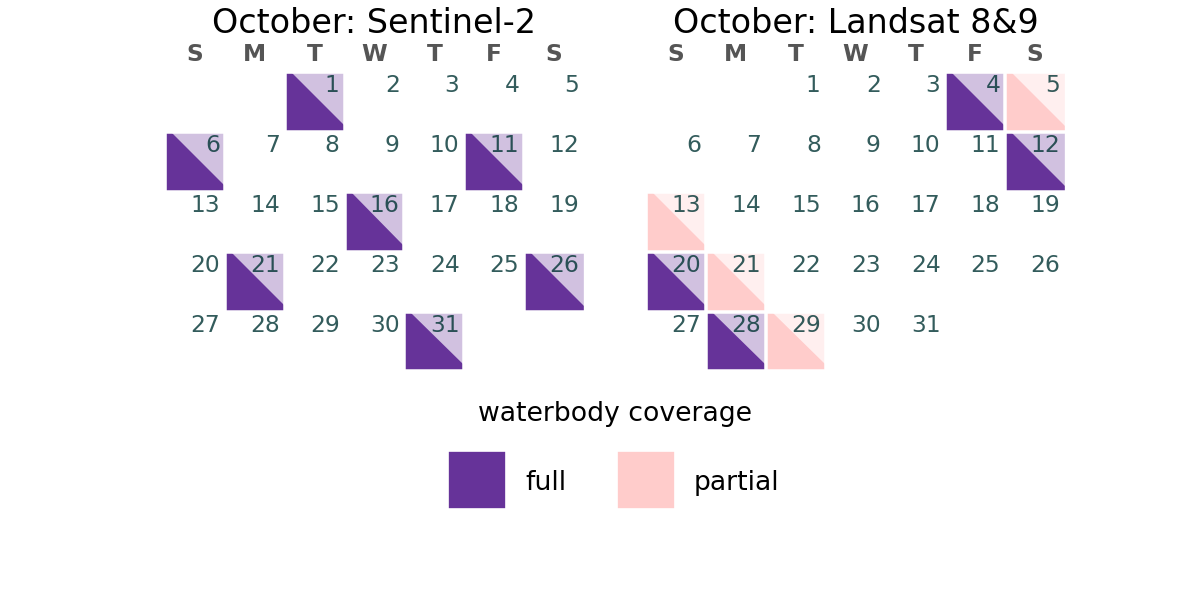 October: Sentinel-2
S M T W T F S
1 2 3 4 5
6 7 8 9 10 11 12
13 14 15 16 17 18 19
20 21 22 23 24 25 26
27 28 29 30 31
October: Landsat 8&9
S M T W T F S
1 2 3 4 5
6 7 8 9 10 11 12
13 14 15 16 17 18 19
20 21 22 23 24 25 26
27 28 29 30 31
waterbody coverage
full
partial